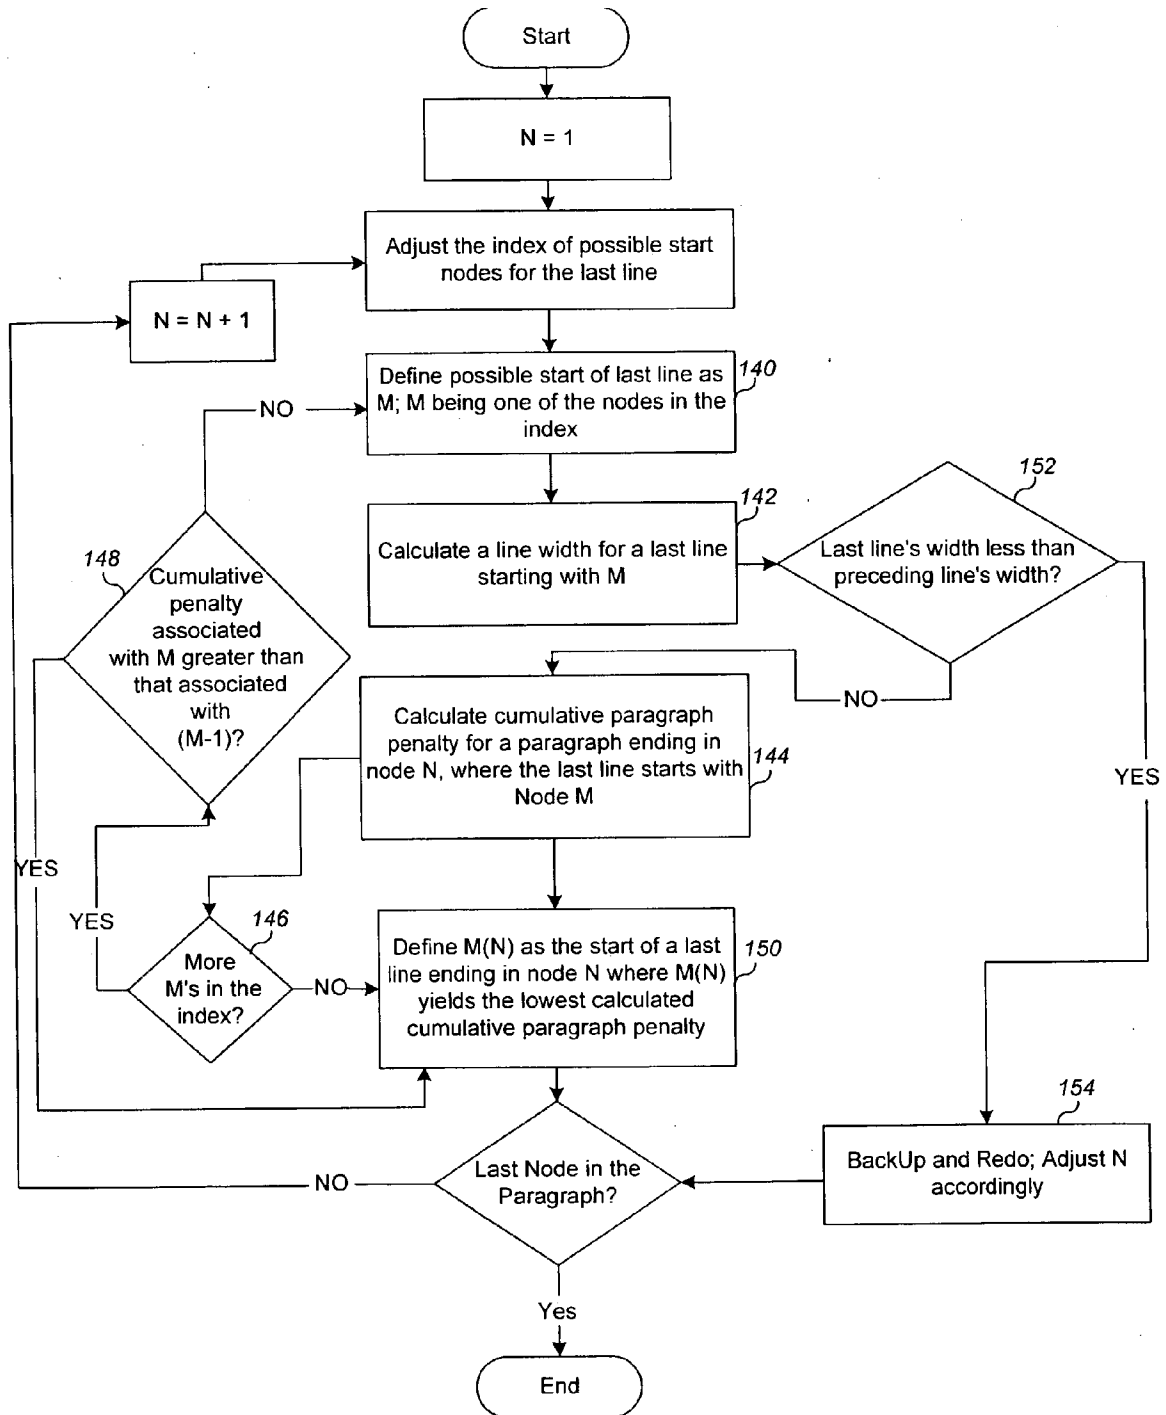 Start
N = 1
Adjust the index of possible start
nodes for the last line
N = N + 1
Define possible start of last line as
M; M being one of the nodes in the
index
140
NO
142
Calculate a line width for a last line
starting with M
152
Last line's width less than
preceding line's width?
148
Cumulative
penalty
associated
with M greater than
that associated
with
(M-1)?
NO
Calculate cumulative paragraph
penalty for a paragraph ending in
node N, where the last line starts with
Node M
144
YES
YES
YES
146
More
M's in the
index?
NO
Define M(N) as the start of a last
line ending in node N where M(N)
yields the lowest calculated
cumulative paragraph penalty
150
154
BackUp and Redo; Adjust N
accordingly
Last Node in the
Paragraph?
NO
Yes
End